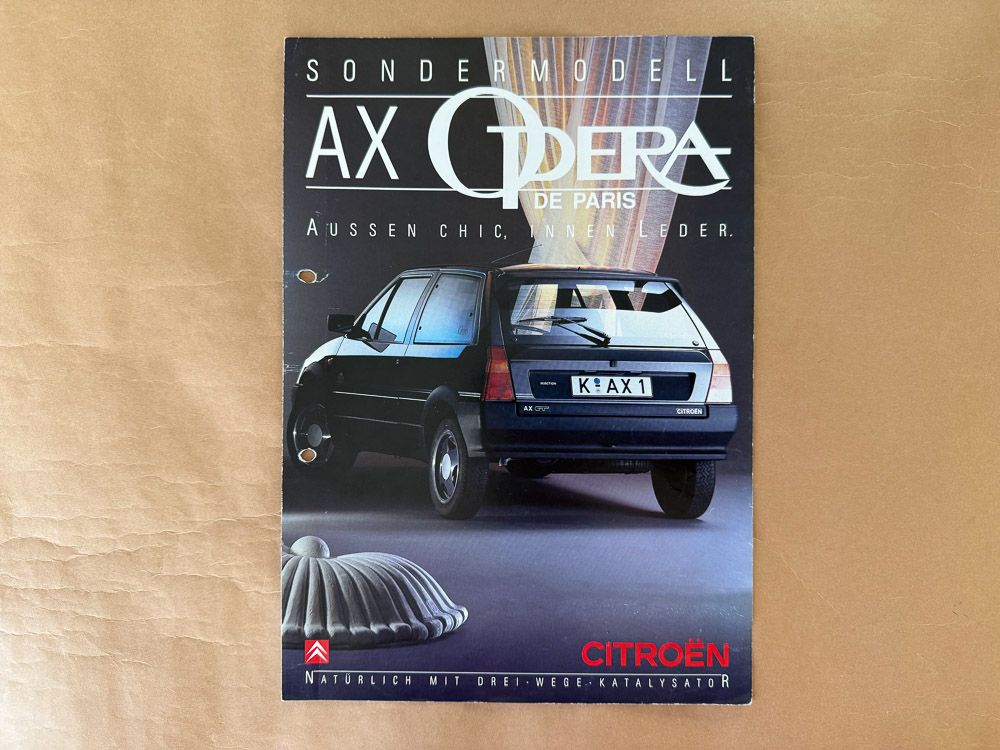 SONDERMODELL
AX OPERA
DE PARIS
AUSSEN CHIC, INNEN LEDER.
INJECTION
K AX 1
AX
CITROËN
CITROËN
NATÜRLICH MIT DREI-WEGE-KATALYSATOR